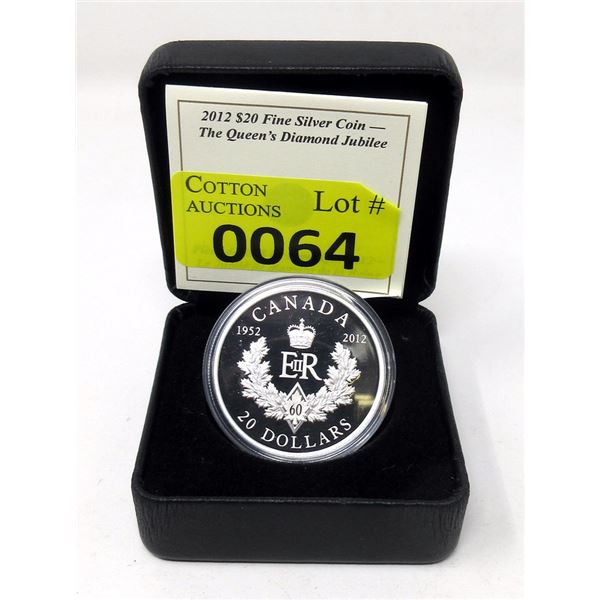 2012 $20 Fine Silver Coin —
The Queen's Diamond Jubilee
COTTON
AUCTIONS
Lot #
0064
CANADA
1952 2012
EIIR
60
20 DOLLARS